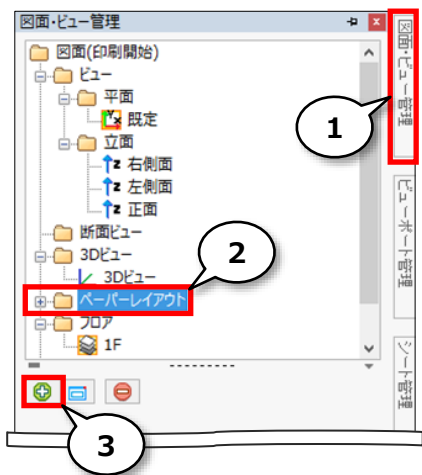 図面・ビュー管理
図面(印刷開始)
ビュー
平面
既定
立面
右側面
左側面
正面
断面ビュー
3Dビュー
3Dビュー
ペーパーレイアウト
フロア
1F
図面・ビュー管理
ビューポート管理
シート管理
1
2
3